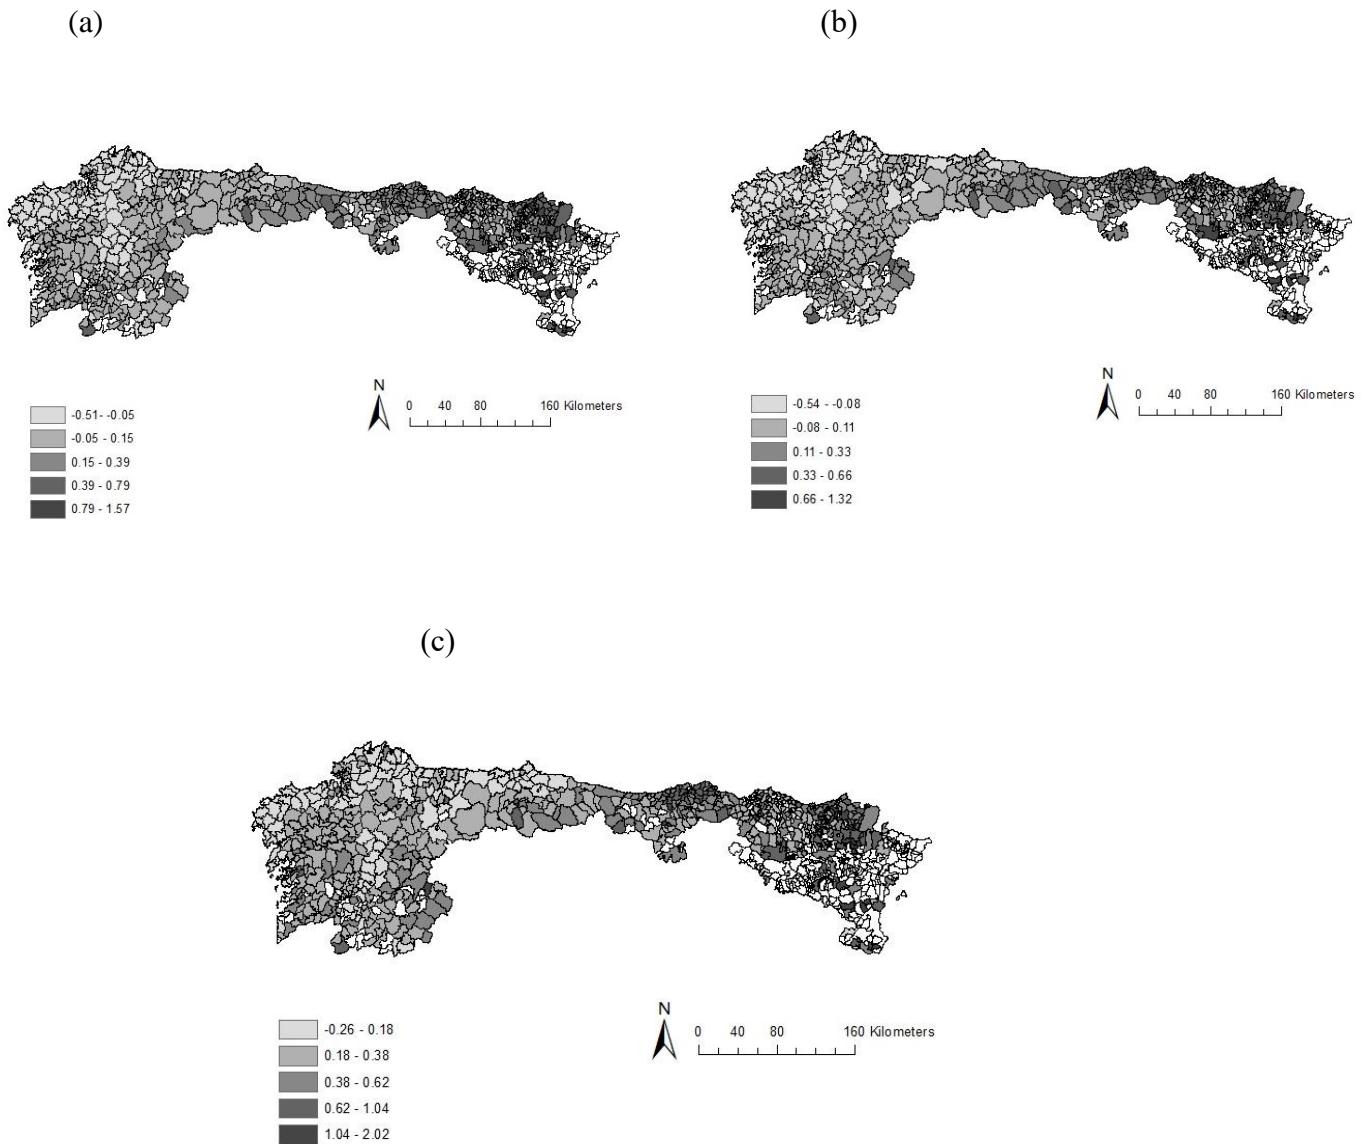 (a)
(b)
N
0 40 80 160 Kilometers
-0.51- -0.05
-0.05 - 0.15
0.15 - 0.39
0.39 - 0.79
0.79 - 1.57
N
0 40 80 160 Kilometers
-0.54 - -0.08
-0.08 - 0.11
0.11 - 0.33
0.33 - 0.66
0.66 - 1.32
(c)
N
0 40 80 160 Kilometers
-0.26 - 0.18
0.18 - 0.38
0.38 - 0.62
0.62 - 1.04
1.04 - 2.02